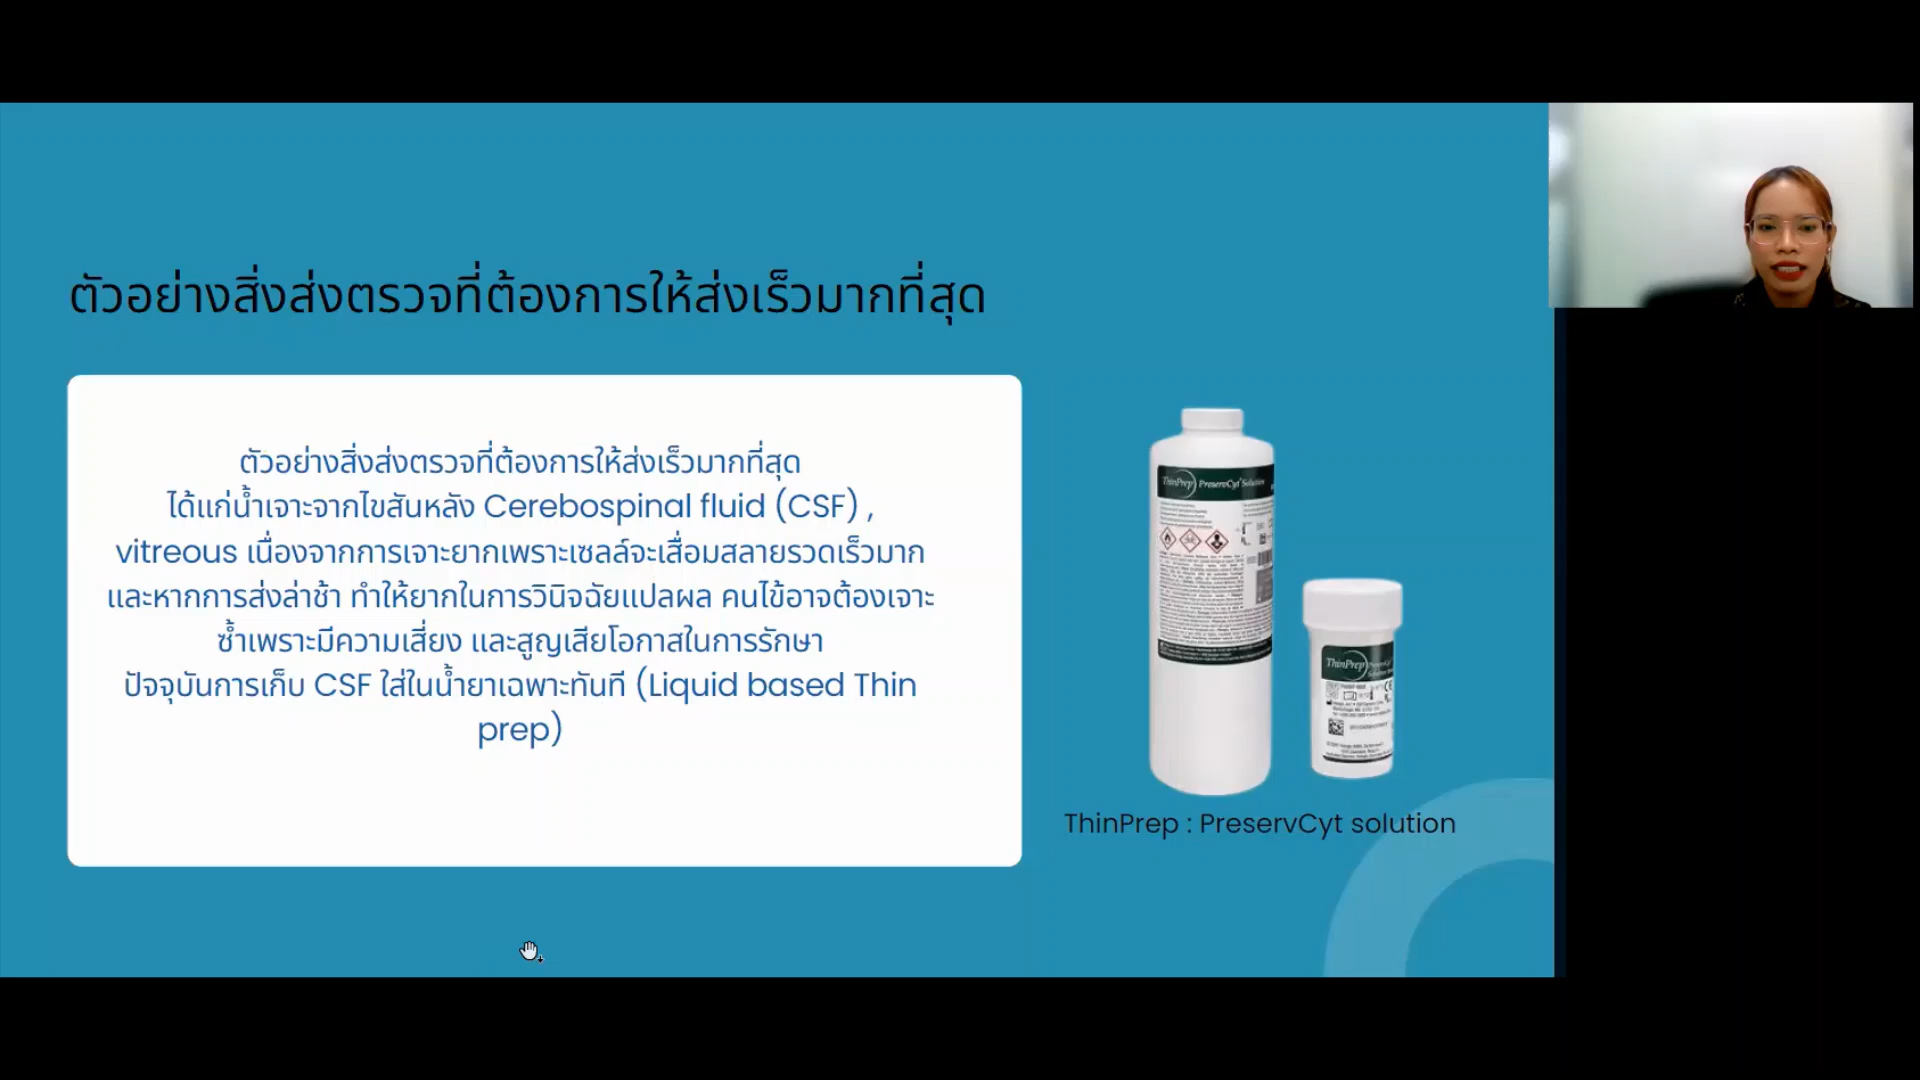 ตัวอย่างสิ่งส่งตรวจที่ต้องการให้ส่งเร็วมากที่สุด
ตัวอย่างสิ่งส่งตรวจที่ต้องการให้ส่งเร็วมากที่สุด
ได้แก่น้ำเจาะจากไขสันหลัง Cerebospinal fluid (CSF) ,
vitreous เนื่องจากการเจาะยากเพราะเซลล์จะเสื่อมสลายรวดเร็วมาก
และหากการส่งล่าช้า ทำให้ยากในการวินิจฉัยแปลผล คนไข้อาจต้องเจาะ
ซ้ำเพราะมีความเสี่ยง และสูญเสียโอกาสในการรักษา
ปัจจุบันการเก็บ CSF ใส่ในน้ำยาเฉพาะทันที (Liquid based Thin
prep)
ThinPrep PreservCyt Solution
ThinPrep PreservCyt
Solution
ThinPrep : PreservCyt solution